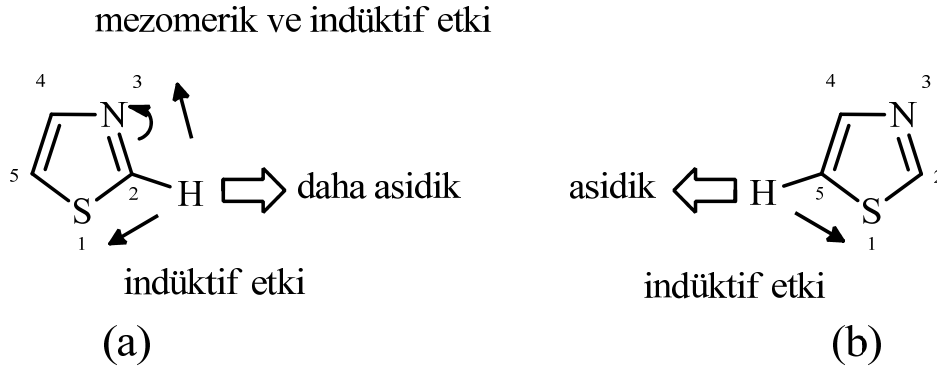 mezomerik ve indüktif etki
4
3
N
5
2
H
S
1
daha asidik
indüktif etki
(a)
4
3
N
asidik
H
5
2
S
1
indüktif etki
(b)